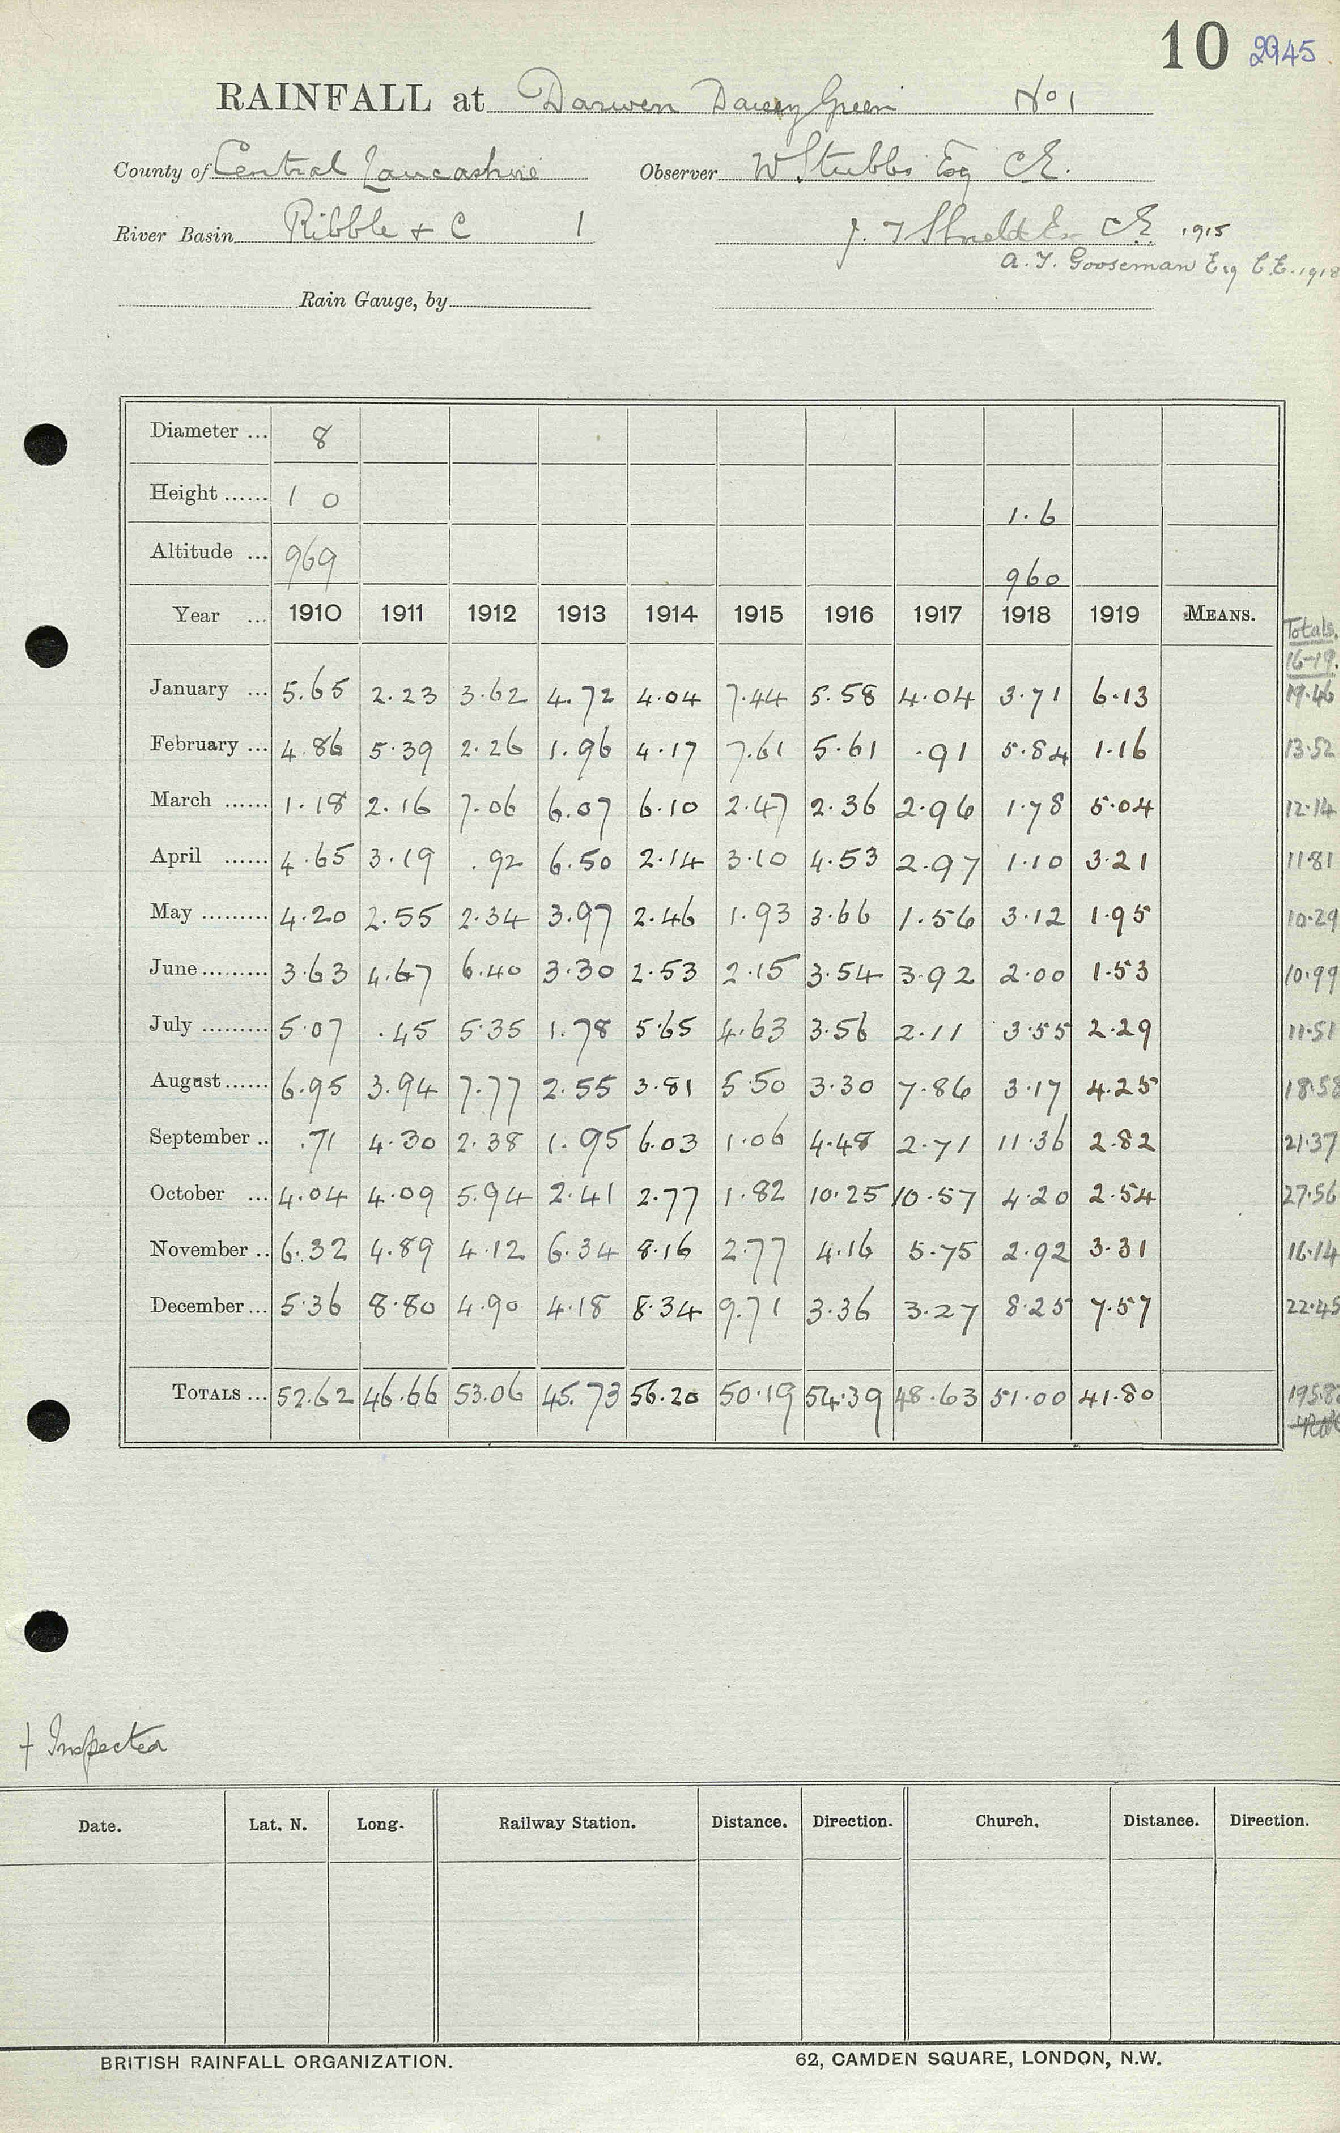 10 2945
RAINFALL at Darwen Daisy Green No 1
County of Central Lancashire Observer W. Stubbs Esq CE.
River Basin Ribble + C 1 J. T CE 1915
A. T. Gooseman Esq C.E. 1918
Rain Gauge, by
Diameter ... 8
Height ...... 1 0 1.6
Altitude ... 969 960
Year ... 1910 1911 1912 1913 1914 1915 1916 1917 1918 1919 MEANS. Totals.
16-19.
January ... 5.65 2.23 3.62 4.72 4.04 7.44 5.58 4.04 3.71 6.13 19.46
February ... 4.86 5.39 2.26 1.96 4.17 7.61 5.61 .91 5.84 1.16 13.52
March ...... 1.18 2.16 7.06 6.07 6.10 2.47 2.36 2.96 1.78 5.04 12.14
April ...... 4.65 3.19 .92 6.50 2.14 3.10 4.53 2.97 1.10 3.21 11.81
May ......... 4.20 2.55 2.34 3.97 2.46 1.93 3.66 1.56 3.12 1.95 10.29
June ......... 3.63 4.67 6.40 3.30 2.53 2.15 3.54 3.92 2.00 1.53 10.99
July ......... 5.07 .45 5.35 1.78 5.65 4.63 3.56 2.11 3.55 2.29 11.51
August ...... 6.95 3.94 7.77 2.55 3.81 5.50 3.30 7.86 3.17 4.25 18.58
September .. .71 4.30 2.38 1.95 6.03 1.06 4.48 2.71 11.36 2.82 21.37
October ... 4.04 4.09 5.94 2.41 2.77 1.82 10.25 10.57 4.20 2.54 27.56
November .. 6.32 4.89 4.12 6.34 8.16 2.77 4.16 5.75 2.92 3.31 16.14
December ... 5.36 8.80 4.90 4.18 8.34 9.71 3.36 3.27 8.25 7.57 22.45
TOTALS ... 52.62 46.66 53.06 45.73 56.20 50.19 54.39 48.63 51.00 41.80 195.82
+ Inspected
Date. Lat. N. Long. Railway Station. Distance. Direction. Church. Distance. Direction.
BRITISH RAINFALL ORGANIZATION. 62, CAMDEN SQUARE, LONDON, N.W.